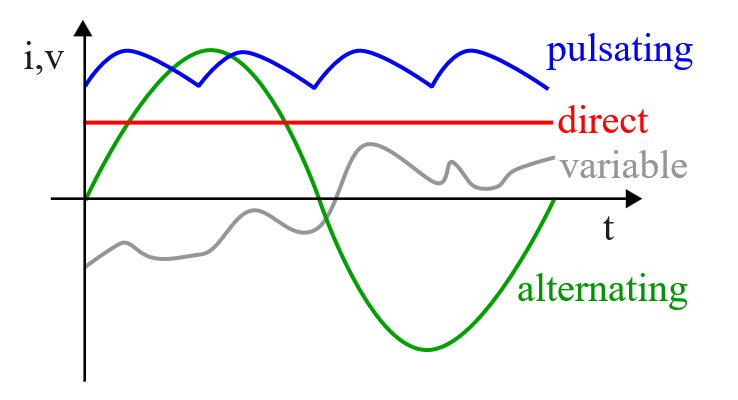 i,v
pulsating
direct
variable
t
alternating